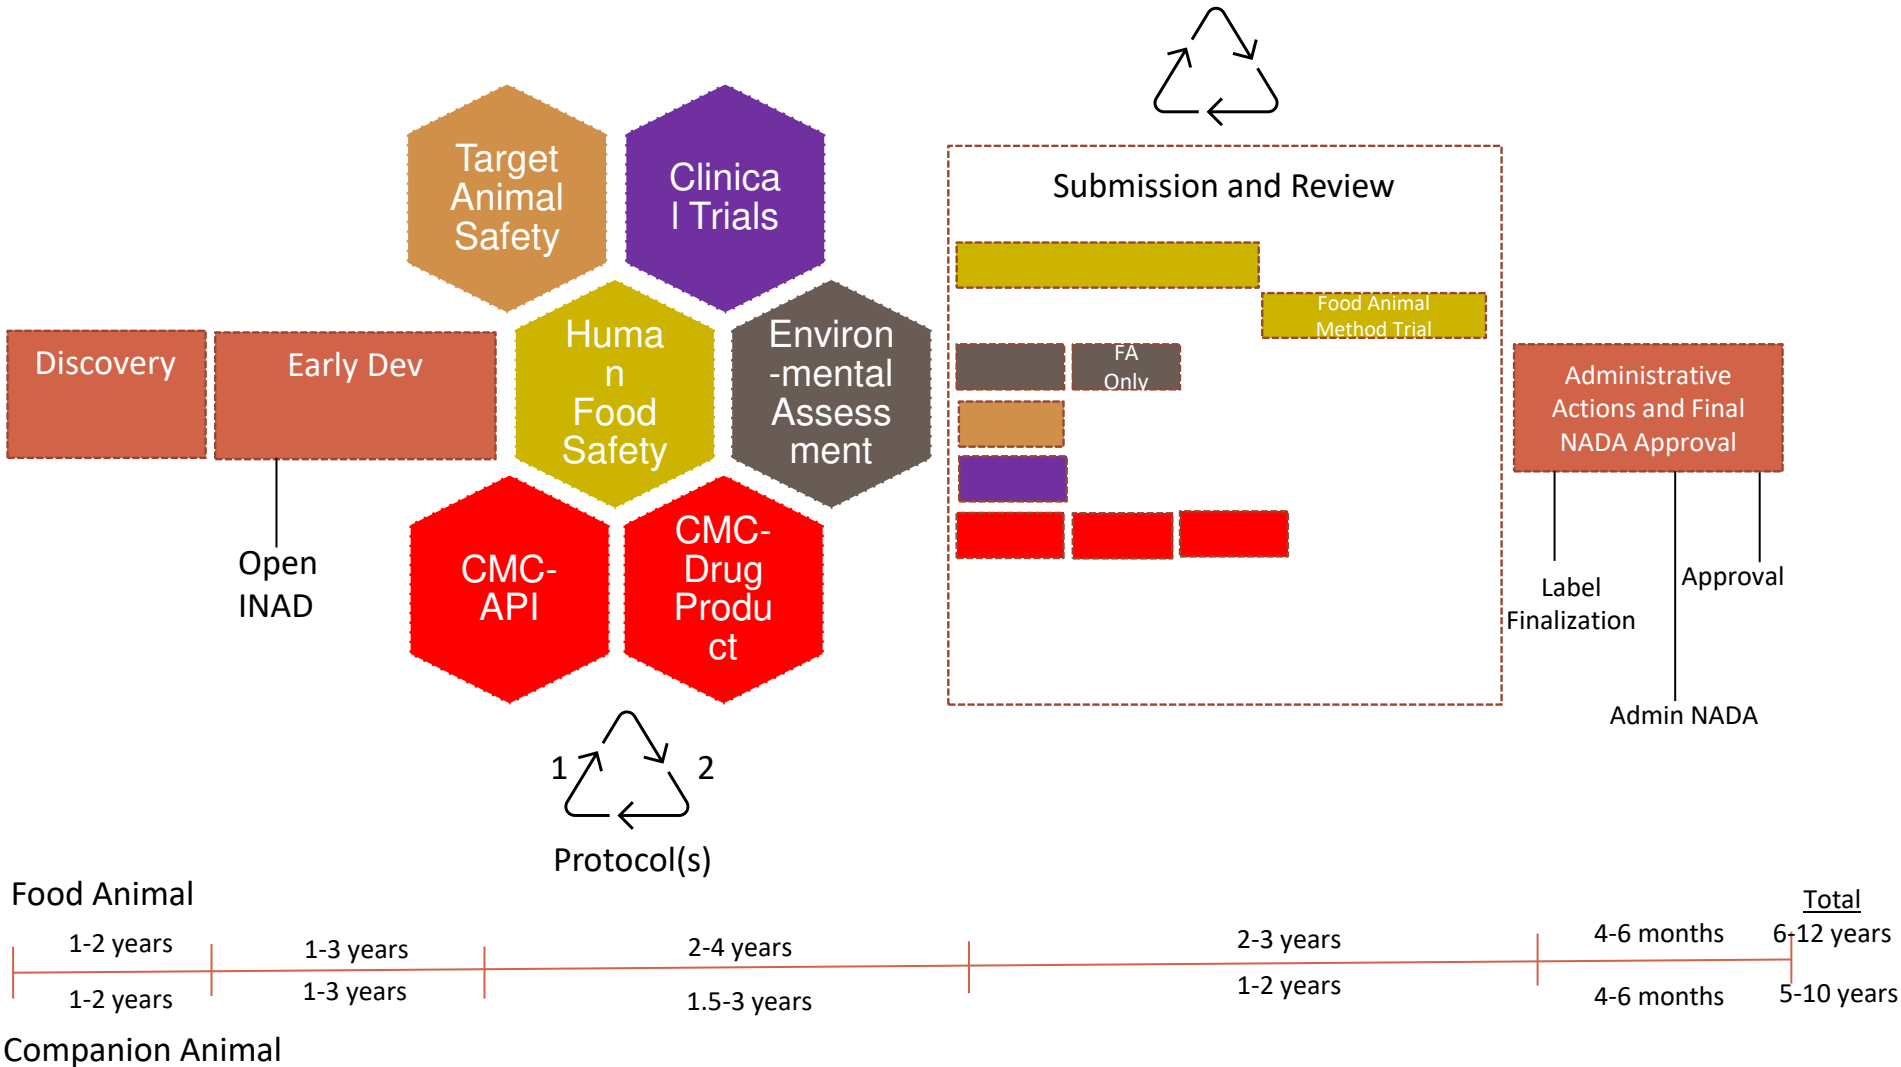 Target
Animal
Safety
Clinica
l Trials
Submission and Review
Food Animal
Method Trial
Discovery
Early Dev
Huma
n
Food
Safety
Environ
-mental
Assess
ment
FA
Only
Administrative
Actions and Final
NADA Approval
Open
INAD
CMC-
API
CMC-
Drug
Produ
ct
Label
Finalization
Approval
Admin NADA
1
2
Protocol(s)
Food Animal
Total
1-2 years
1-3 years
2-4 years
2-3 years
4-6 months
6-12 years
1-2 years
1-3 years
1.5-3 years
1-2 years
4-6 months
5-10 years
Companion Animal